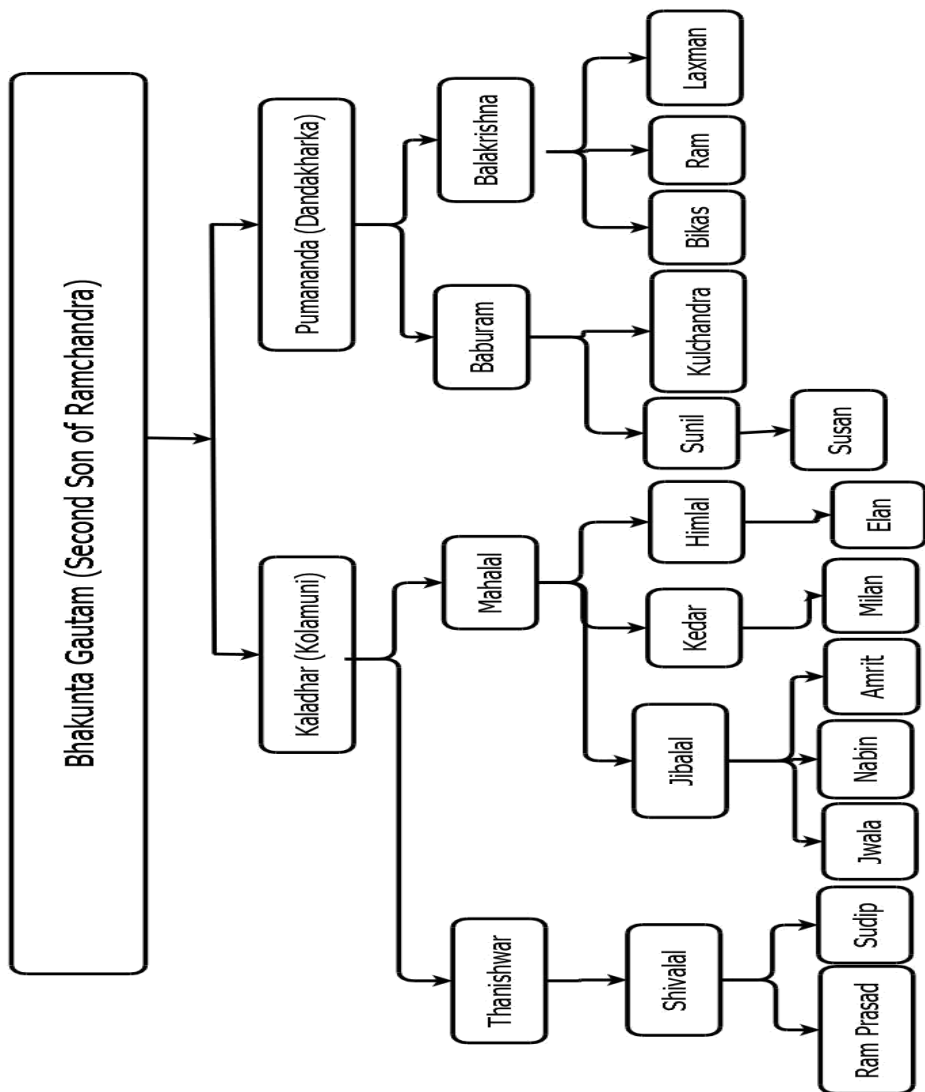 Bhakunta Gautam (Second Son of Ramchandra)
Kaladhar (Kolamuni)
Pumananda (Dandakharka)
Thanishwar
Mahalal
Baburam
Balakrishna
Shivalal
Jibalal
Kedar
Himlal
Sunil
Kulchandra
Bikas
Ram
Laxman
Ram Prasad
Sudip
Jwala
Nabin
Amrit
Milan
Elan
Susan